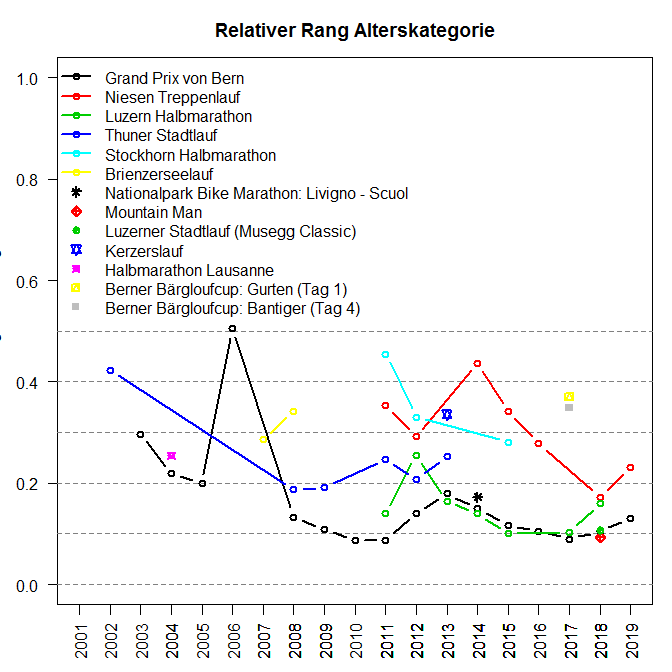 Relativer Rang Alterskategorie
1.0
0.8
0.6
0.4
0.2
0.0
Grand Prix von Bern
Niesen Treppenlauf
Luzern Halbmarathon
Thuner Stadtlauf
Stockhorn Halbmarathon
Brienzerseelauf
Nationalpark Bike Marathon: Livigno - Scuol
Mountain Man
Luzerner Stadtlauf (Musegg Classic)
Kerzerslauf
Halbmarathon Lausanne
Berner Bärgloufcup: Gurten (Tag 1)
Berner Bärgloufcup: Bantiger (Tag 4)
2001
2002
2003
2004
2005
2006
2007
2008
2009
2010
2011
2012
2013
2014
2015
2016
2017
2018
2019